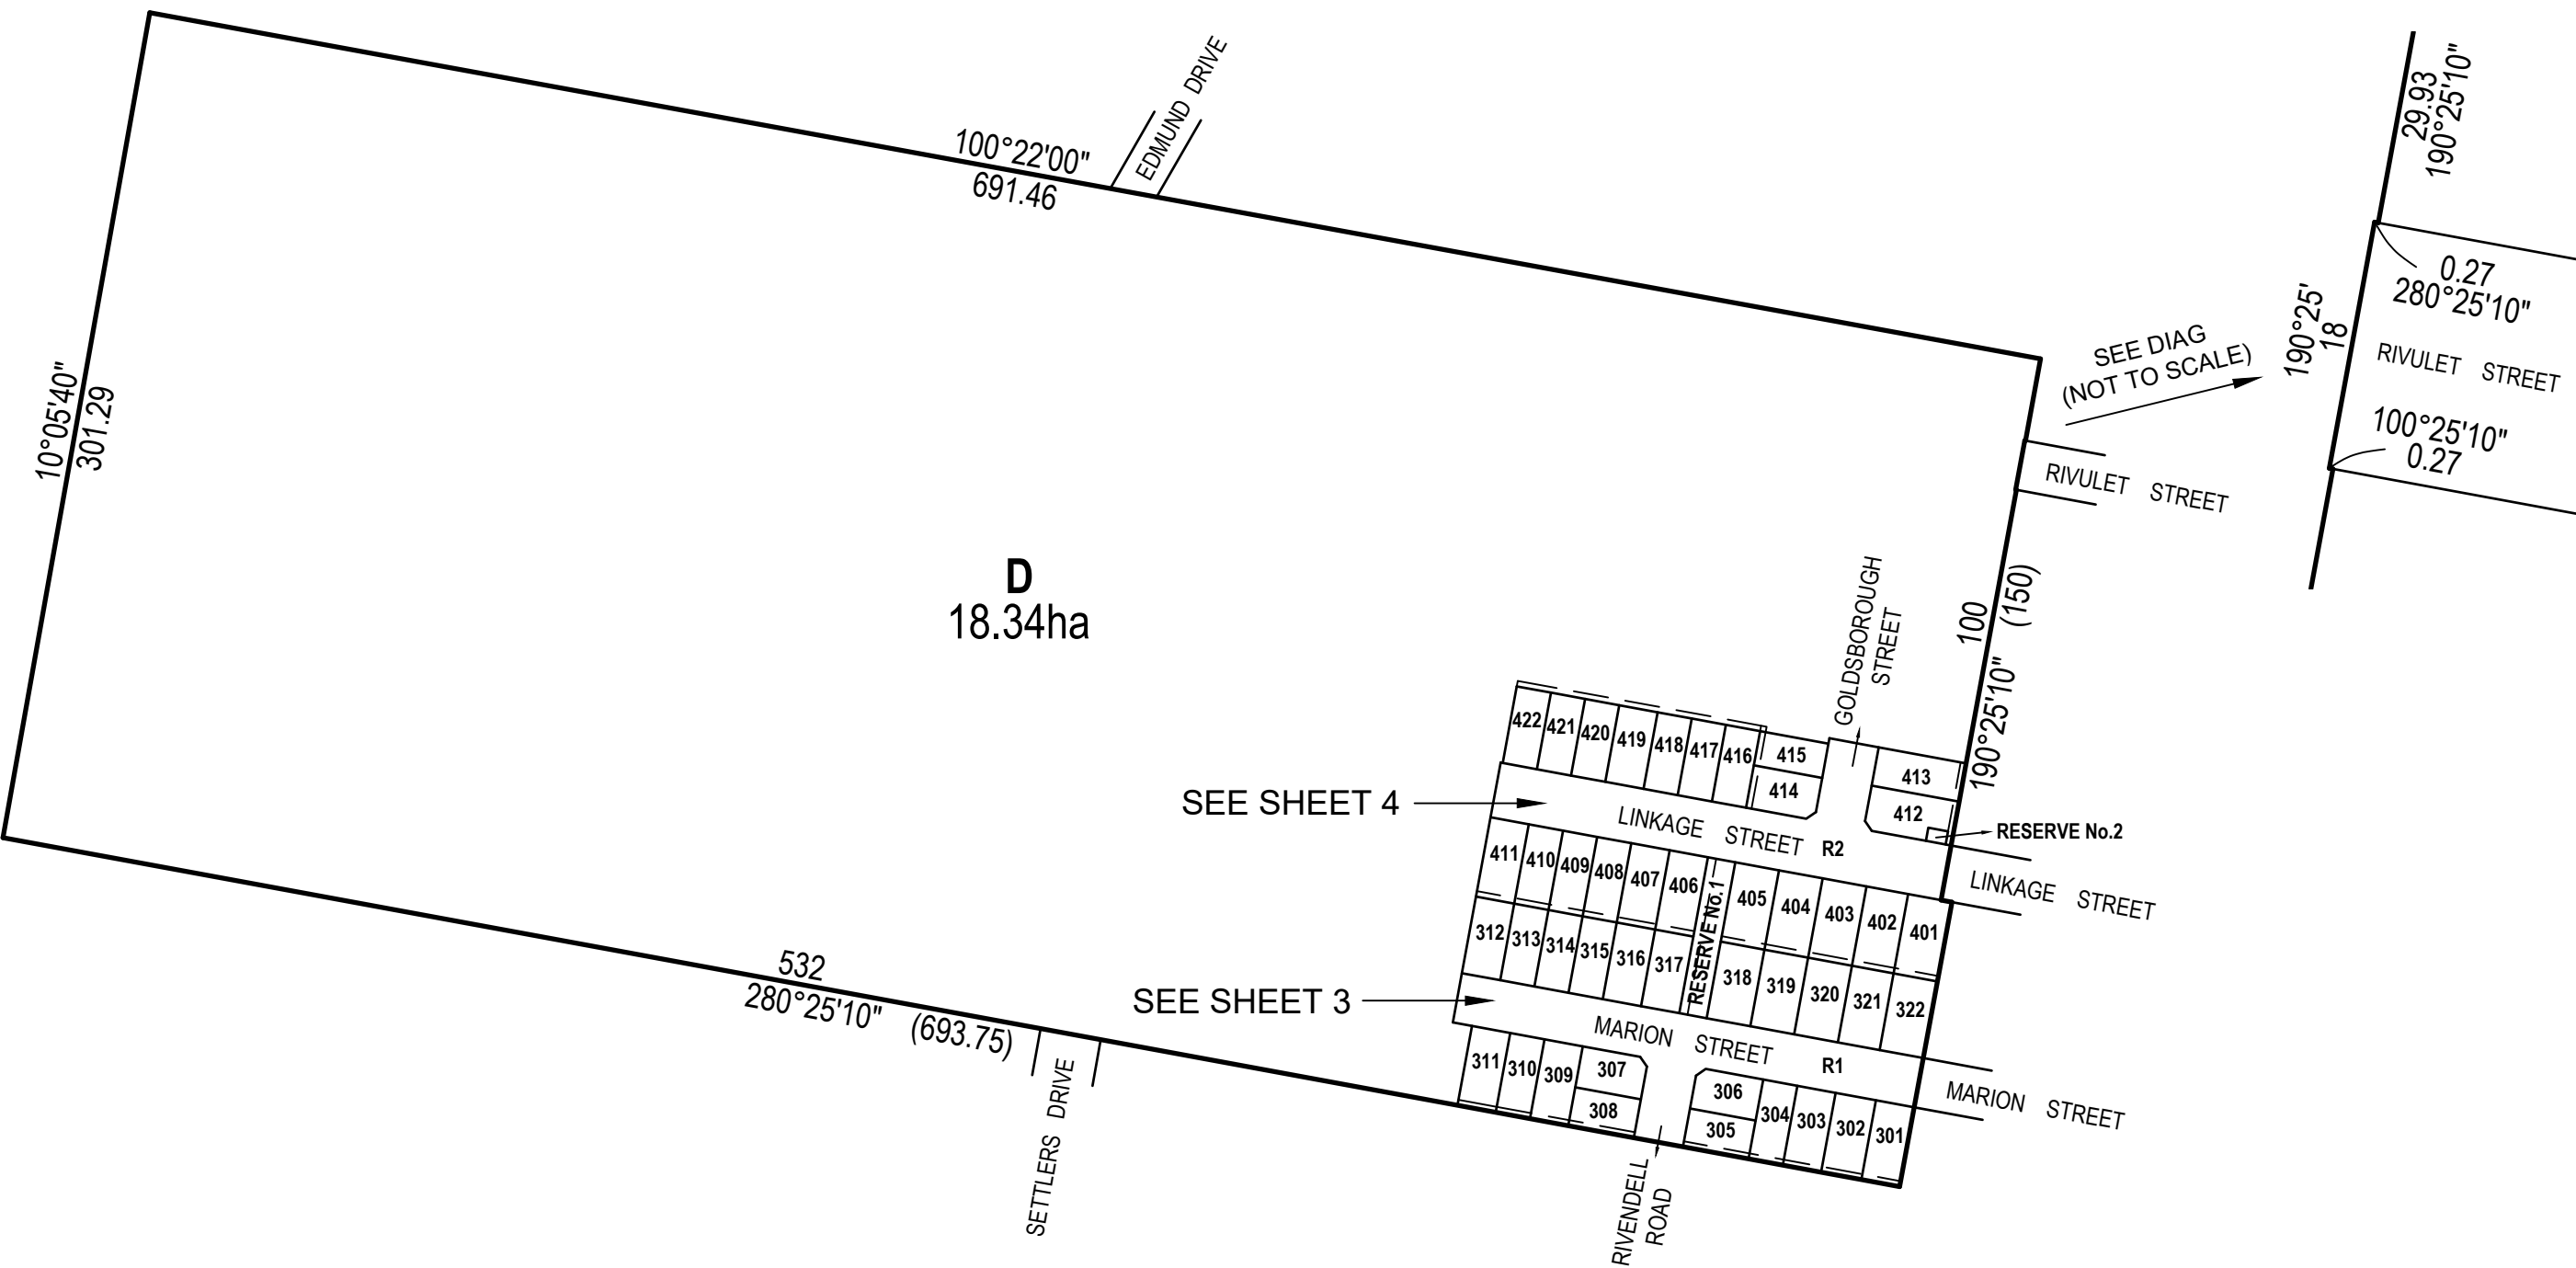 100°22'00"
691.46
EDMUND DRIVE
29.93
190°25'10"
0.27
280°25'10"
190°25'
18
RIVULET STREET
100°25'10"
0.27
SEE DIAG
(NOT TO SCALE)
RIVULET STREET
10°05'40"
301.29
D
18.34ha
100
(150)
190°25'10"
GOLDSBOROUGH
STREET
422 421 420 419 418 417 416 415
414
413
412
SEE SHEET 4
LINKAGE STREET R2
RESERVE No.2
LINKAGE STREET
411 410 409 408 407 406
RESERVE No.1
405 404 403 402 401
312 313 314 315 316 317
318 319 320 321 322
SEE SHEET 3
MARION STREET R1
MARION STREET
311 310 309 307
308
306
305
304 303 302 301
532
280°25'10" (693.75)
SETTLERS DRIVE
RIVENDELL
ROAD